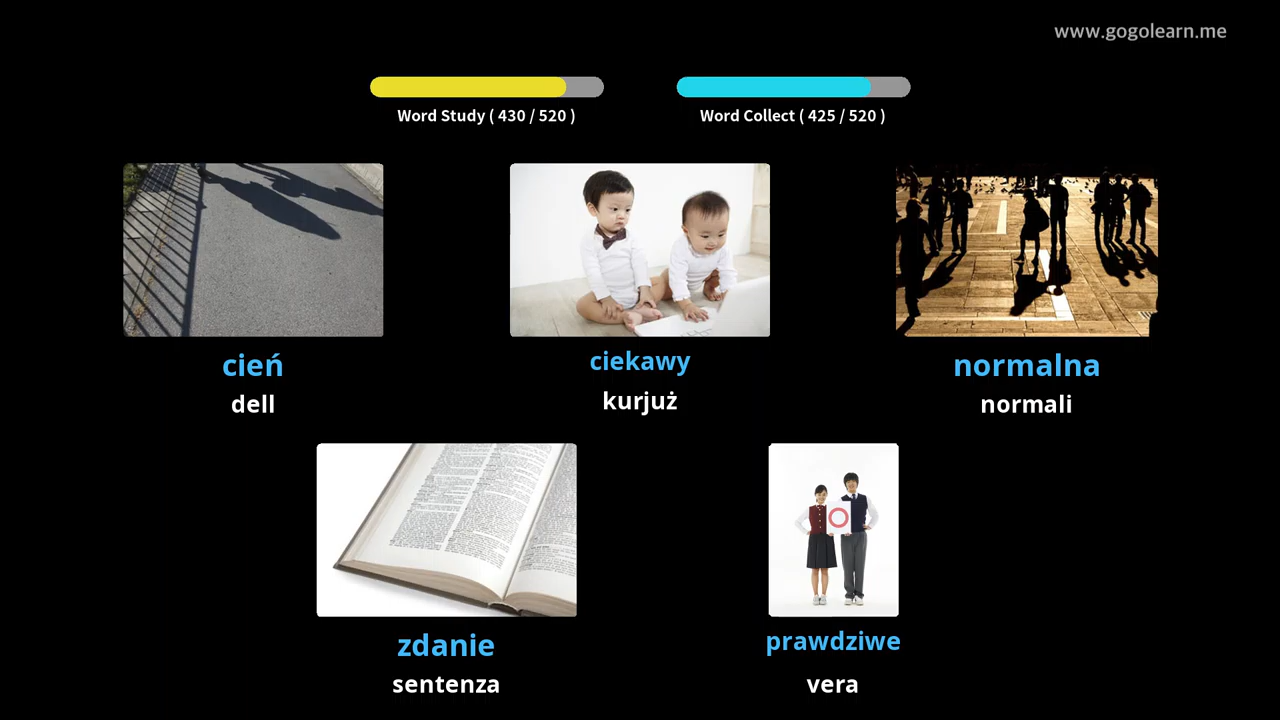 www.gogolearn.me
Word Study ( 430 / 520 )
Word Collect ( 425 / 520 )
cień
dell
ciekawy
kurjuż
normalna
normali
zdanie
sentenza
prawdziwe
vera